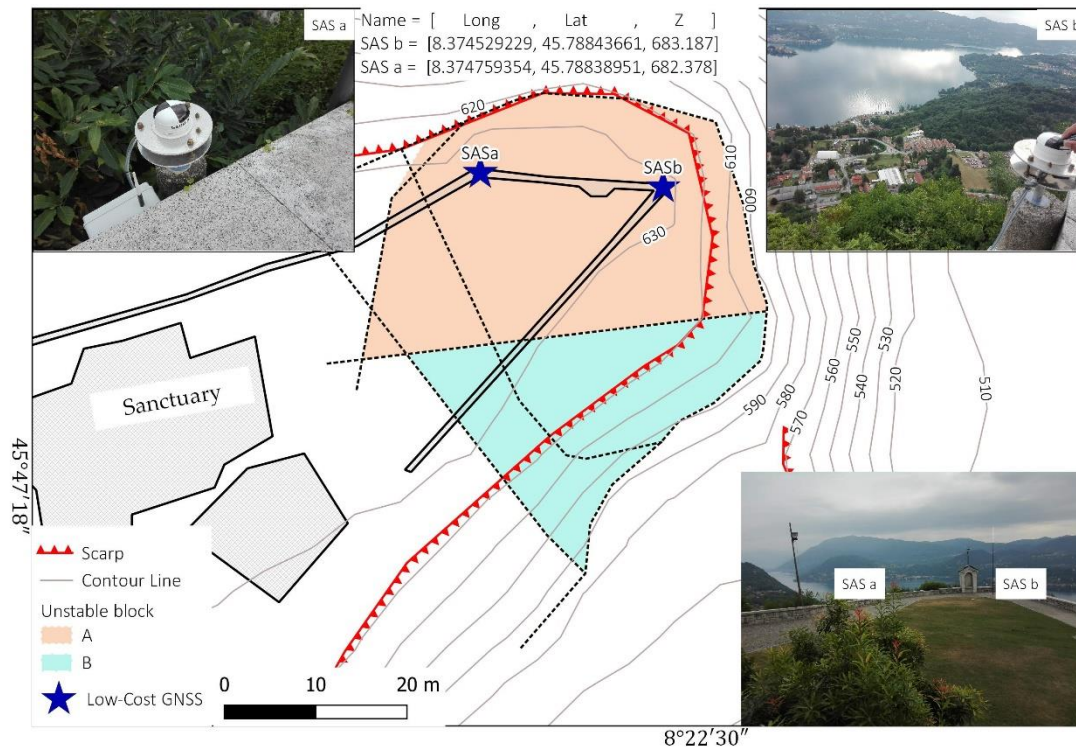 SAS a
Name = [ Long , Lat , Z ]
SAS b = [8.374529229, 45.78843661, 683.187]
SAS a = [8.374759354, 45.78838951, 682.378]
SAS b
620
610
600
SASa
SASb
630
Sanctuary
590
580
570
560
550
540
530
520
510
45°47'18"
Scarp
Contour Line
Unstable block
A
B
Low-Cost GNSS
0 10 20 m
SAS a
SAS b
8°22'30"